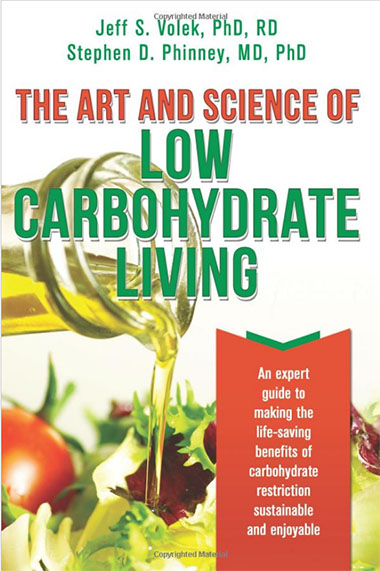 Copyrighted Material
Jeff S. Volek, PhD, RD
Stephen D. Phinney, MD, PhD
THE ART AND SCIENCE OF
LOW
CARBOHYDRATE
LIVING
An expert
guide to
making the
life-saving
benefits of
carbohydrate
restriction
sustainable
and enjoyable
Copyrighted Material